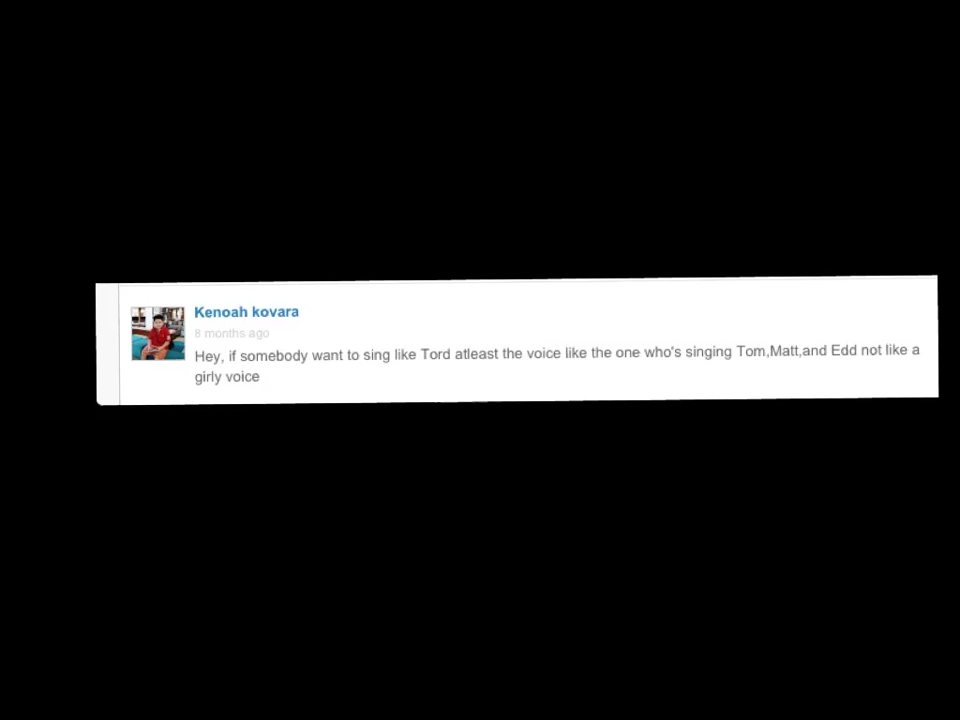 Kenoah kovara
8 months ago
Hey, if somebody want to sing like Tord atleast the voice like the one who's singing Tom,Matt,and Edd not like a
girly voice